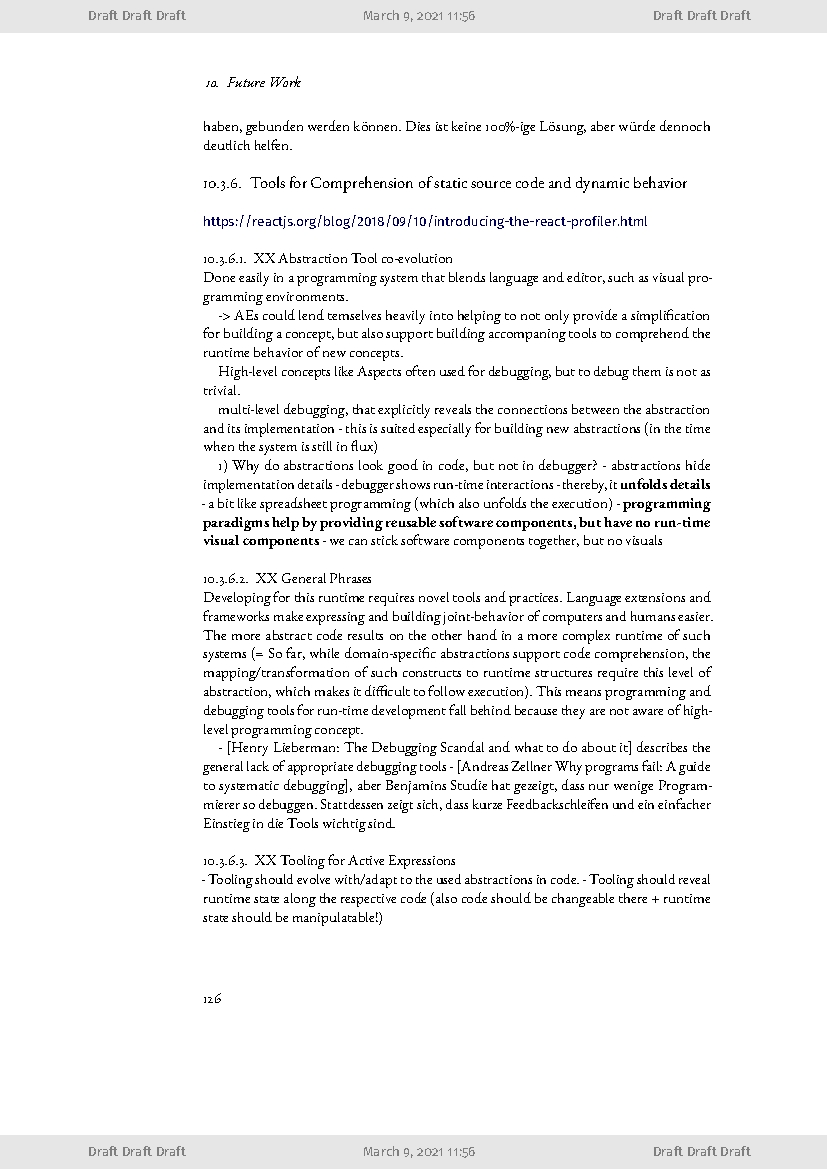 Draft Draft Draft March 9, 2021 11:56 Draft Draft Draft
10. Future Work
haben, gebunden werden können. Dies ist keine 100%-ige Lösung, aber würde dennoch
deutlich helfen.
10.3.6. Tools for Comprehension of static source code and dynamic behavior
https://reactjs.org/blog/2018/09/10/introducing-the-react-profiler.html
10.3.6.1. XX Abstraction Tool co-evolution
Done easily in a programming system that blends language and editor, such as visual pro-
gramming environments.
-> AEs could lend temselves heavily into helping to not only provide a simplification
for building a concept, but also support building accompaning tools to comprehend the
runtime behavior of new concepts.
High-level concepts like Aspects often used for debugging, but to debug them is not as
trivial.
multi-level debugging, that explicitly reveals the connections between the abstraction
and its implementation - this is suited especially for building new abstractions (in the time
when the system is still in flux)
1) Why do abstractions look good in code, but not in debugger? - abstractions hide
implementation details - debugger shows run-time interactions - thereby, it unfolds details
- a bit like spreadsheet programming (which also unfolds the execution) - programming
paradigms help by providing reusable software components, but have no run-time
visual components - we can stick software components together, but no visuals
10.3.6.2. XX General Phrases
Developing for this runtime requires novel tools and practices. Language extensions and
frameworks make expressing and building joint-behavior of computers and humans easier.
The more abstract code results on the other hand in a more complex runtime of such
systems (= So far, while domain-specific abstractions support code comprehension, the
mapping/transformation of such constructs to runtime structures require this level of
abstraction, which makes it difficult to follow execution). This means programming and
debugging tools for run-time development fall behind because they are not aware of high-
level programming concept.
- [Henry Lieberman: The Debugging Scandal and what to do about it] describes the
general lack of appropriate debugging tools - [Andreas Zellner Why programs fail: A guide
to systematic debugging], aber Benjamins Studie hat gezeigt, dass nur wenige Program-
mierer so debuggen. Stattdessen zeigt sich, dass kurze Feedbackschleifen und ein einfacher
Einstieg in die Tools wichtig sind.
10.3.6.3. XX Tooling for Active Expressions
- Tooling should evolve with/adapt to the used abstractions in code. - Tooling should reveal
runtime state along the respective code (also code should be changeable there + runtime
state should be manipulatable!)
126
Draft Draft Draft March 9, 2021 11:56 Draft Draft Draft